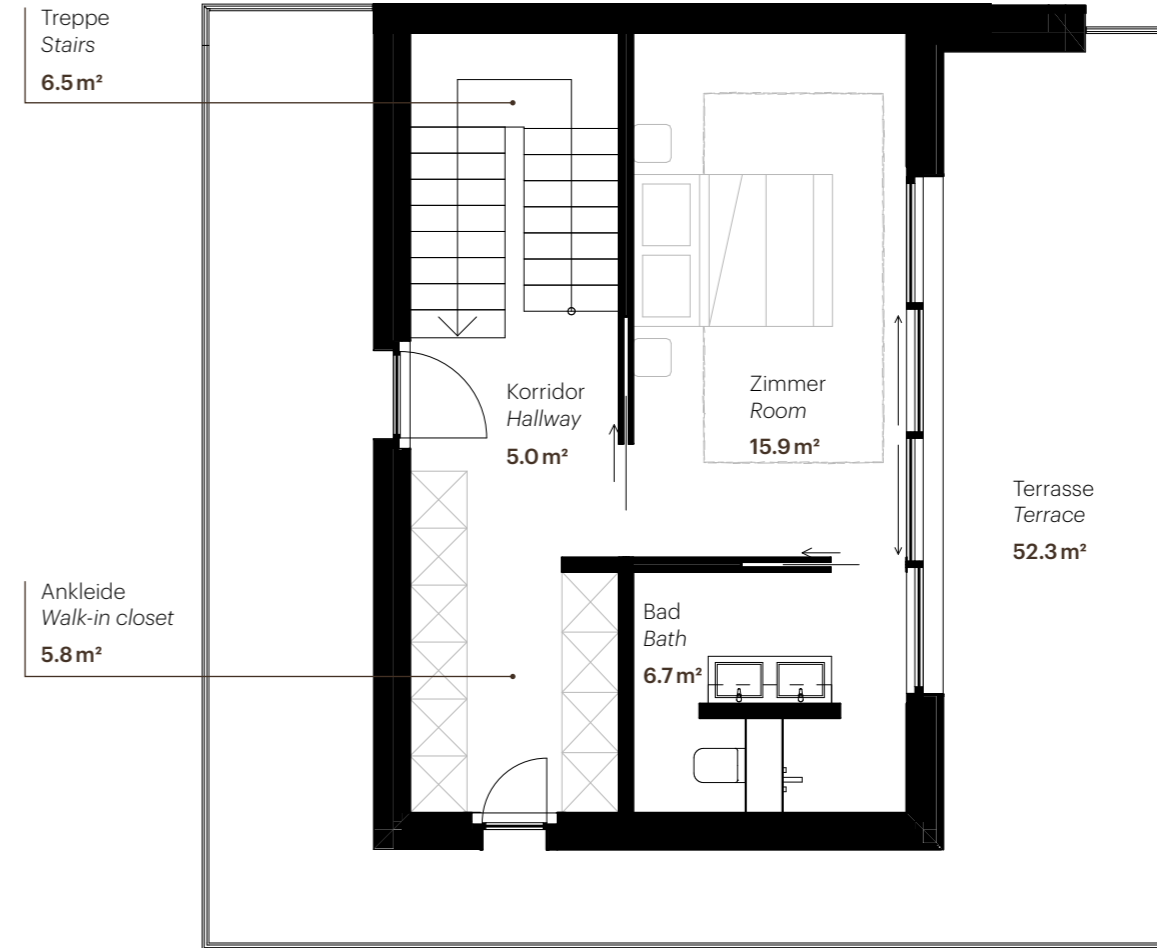 Treppe
Stairs
6.5 m²
Korridor
Hallway
5.0 m²
Zimmer
Room
15.9 m²
Terrasse
Terrace
52.3 m²
Ankleide
Walk-in closet
5.8 m²
Bad
Bath
6.7 m²